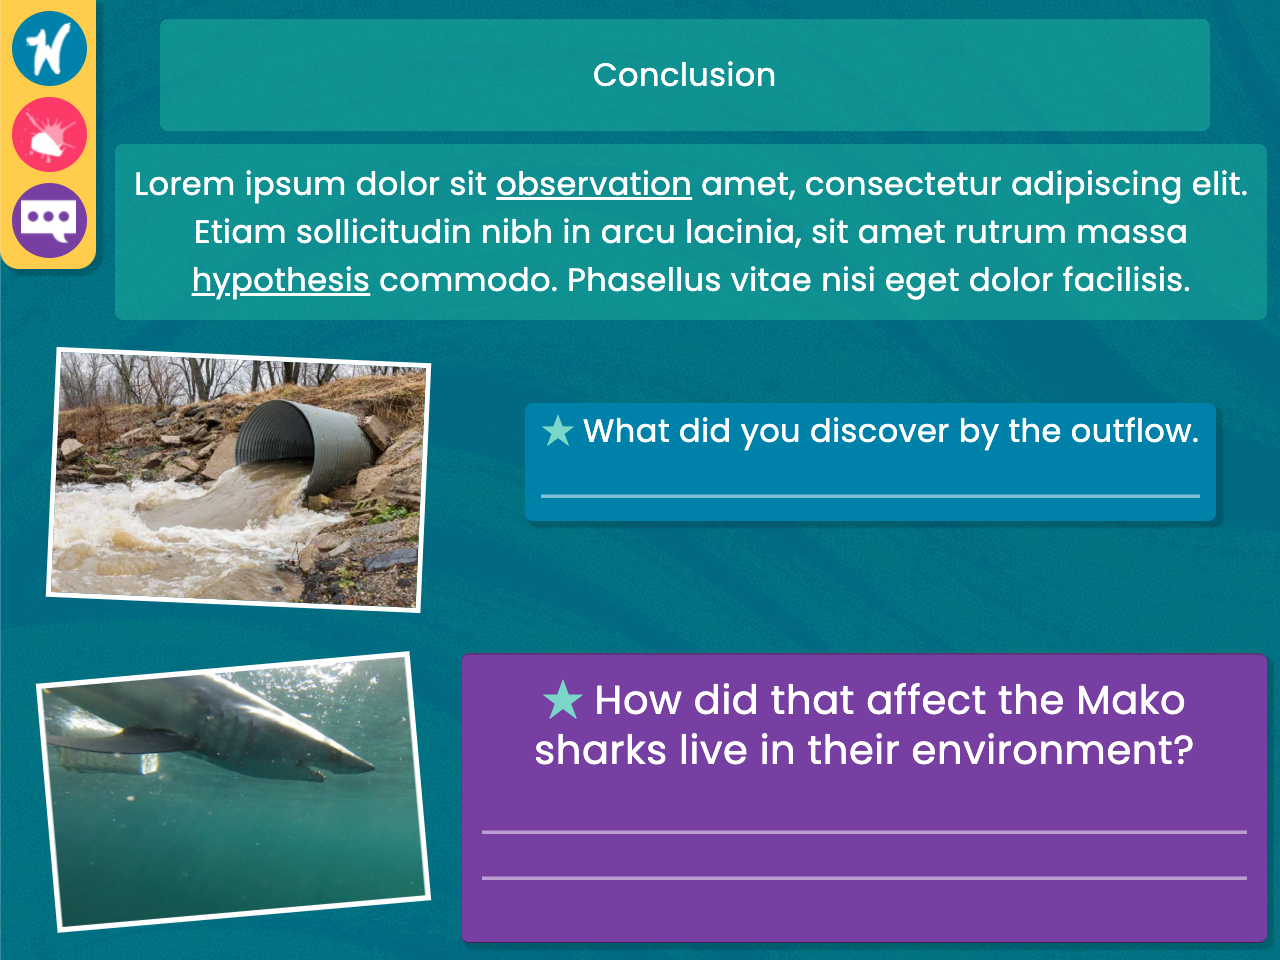 W
Conclusion
Lorem ipsum dolor sit observation amet, consectetur adipiscing elit.
Etiam sollicitudin nibh in arcu lacinia, sit amet rutrum massa
hypothesis commodo. Phasellus vitae nisi eget dolor facilisis.
What did you discover by the outflow.
How did that affect the Mako
sharks live in their environment?